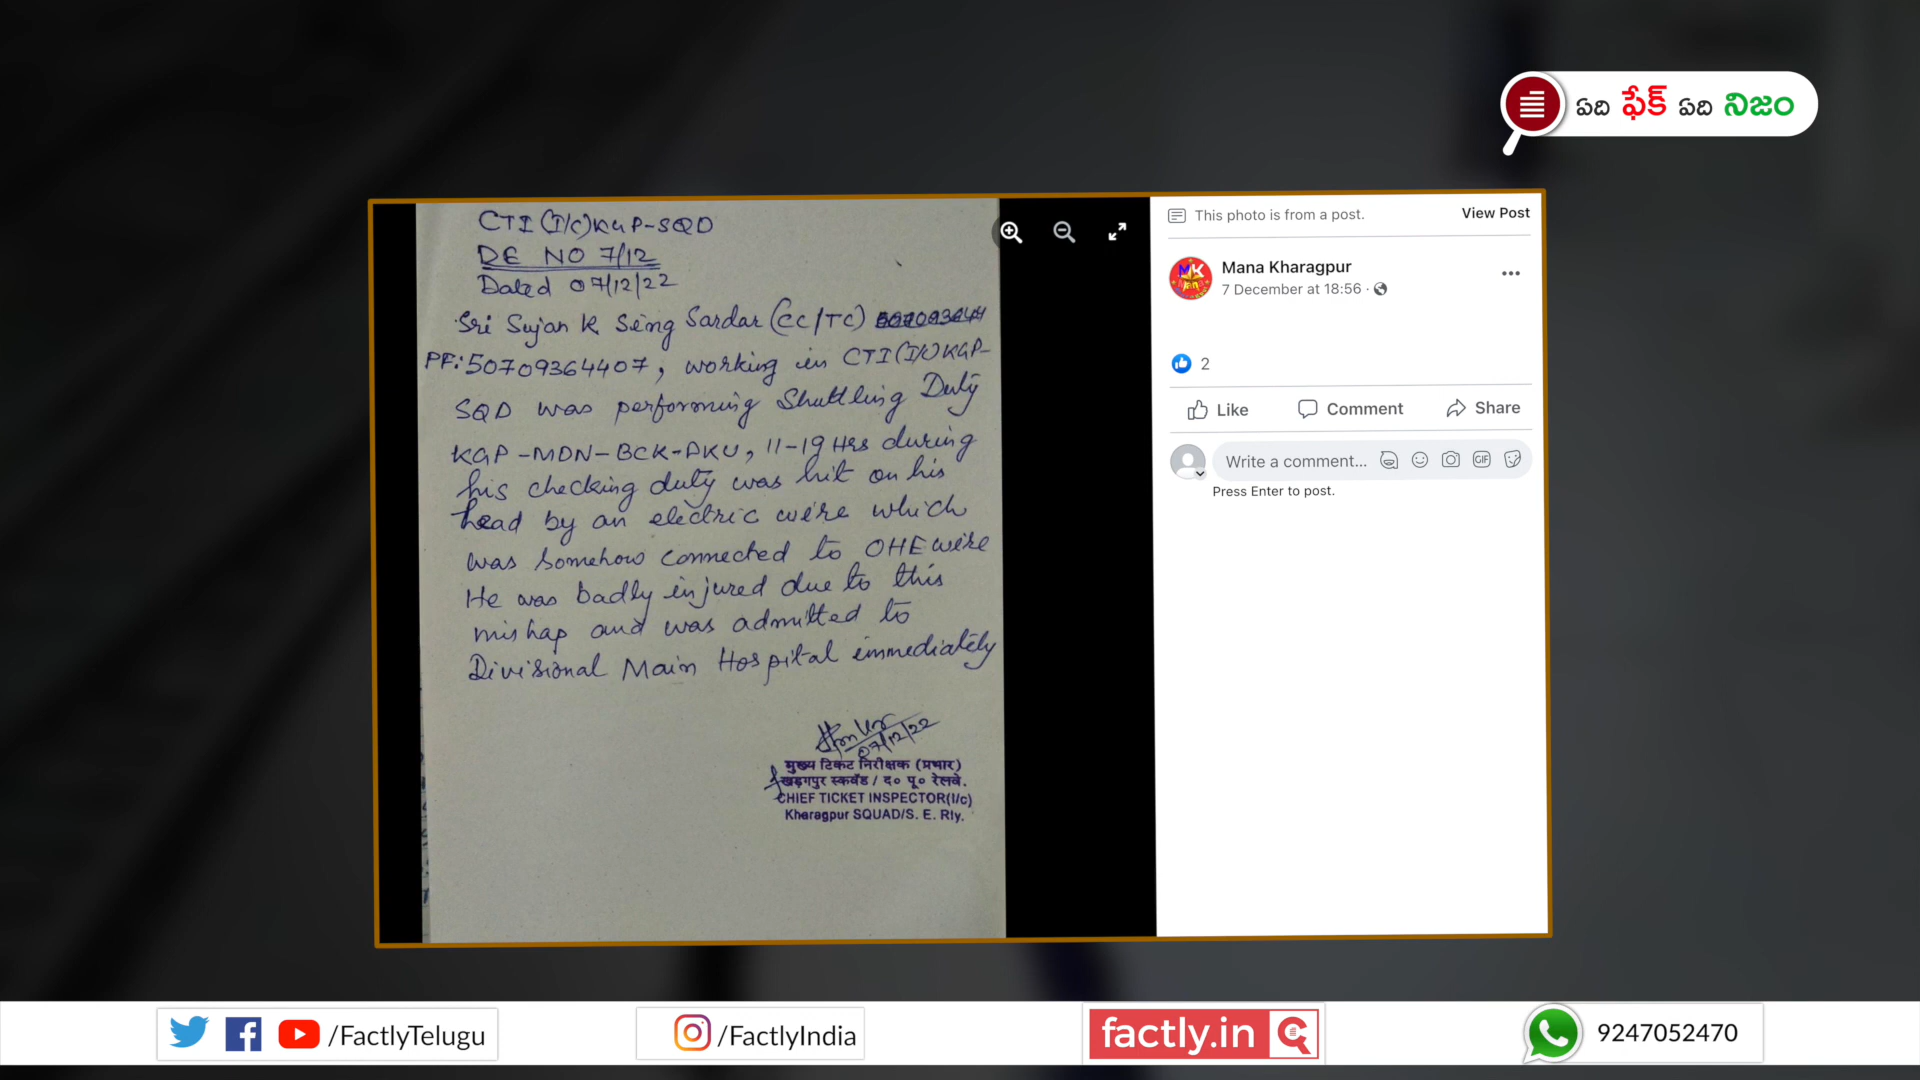 ఏది ఫేక్ ఏది నిజం
CTI (I/C) KGP-SQD
DE NO 7/12
Dated 07/12/22
Sri Sujan K Sing Sardar (CC/TC)
PF:50709364407, working in CTI(I/C)KGP-
SQD was performing Shuttling Duty
KGP-MDN-BCK-AKU, 11-19 Hrs during
his checking duty was hit on his
head by an electric weire which
was somehow connected to OHE weire
He was badly injured due to this
mishap and was admitted to
Divisional Main Hospital immediately
07/12/22
मुख्य टिकट निरीक्षक (प्रभार)
खड़गपुर स्कवॅड / द० पू० रेलवे.
CHIEF TICKET INSPECTOR(I/c)
Kharagpur SQUAD/S. E. Rly.
This photo is from a post.
View Post
MK
Mana Kharagpur
7 December at 18:56 ·
2
Like
Comment
Share
Write a comment...
GIF
Press Enter to post.
/FactlyTelugu
/FactlyIndia
factly.in
9247052470